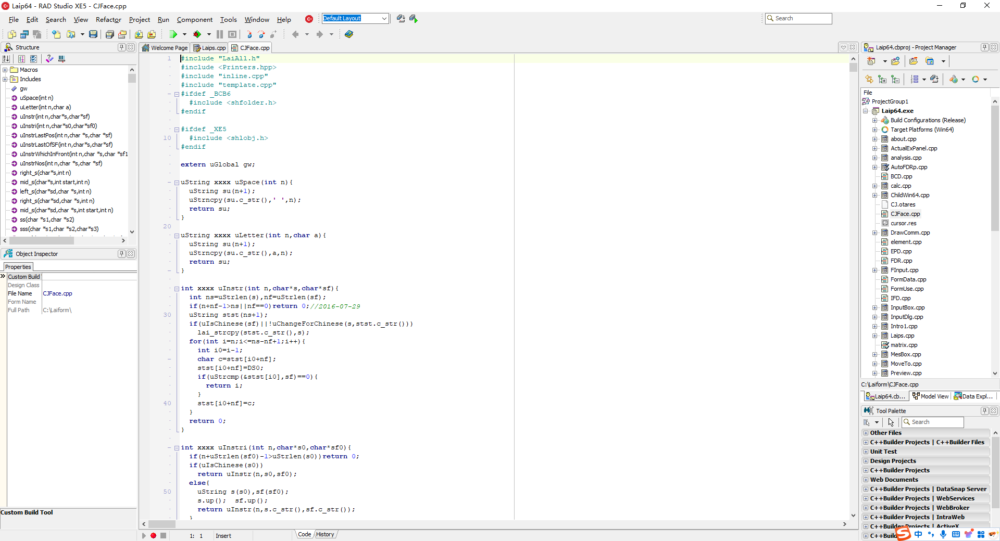 Laip64 - RAD Studio XE5 - CJFace.cpp
File Edit Search View Refactor Project Run Component Tools Window Help
Default Layout
Search
Structure
Macros
Includes
gw
uSpace(int n)
uLetter(int n,char a)
uInstr(int n,char*s,char*sf)
uInstri(int n,char*s0,char*sf0)
uInstrLastPos(int n,char *s,char *sf)
uInstrLastOfSF(int n,char*s,char*sf)
uInstrWhichInFront(int n,char *s,char *sf1
uInstrNos(int n,char *s,char *sf)
right_s(char*s,int n)
mid_s(char*s,int start,int n)
left_s(char*sd,char *s,int n)
right_s(char*sd,char *s,int n)
mid_s(char*sd,char *s,int start,int n)
ss(char *s1,char *s2)
sss(char *s1,char *s2,char*s3)
Object Inspector
Properties
Custom Build
Design Class
File Name CJFace.cpp
Form Name
Full Path C:\Laiform\
Custom Build Tool
Welcome Page Laips.cpp CJFace.cpp
1 #include "LaiAll.h"
#include <Printers.hpp>
#include "inline.cpp"
#include "template.cpp"
#ifdef _BCB6
#include <shfolder.h>
#endif
#ifdef _XE5
10 #include <shlobj.h>
#endif
extern uGlobal gw;
uString xxxx uSpace(int n){
uString su(n+1);
uStrncpy(su.c_str(),' ',n);
return su;
}
20
uString xxxx uLetter(int n,char a){
uString su(n+1);
uStrncpy(su.c_str(),a,n);
return su;
}
int xxxx uInstr(int n,char*s,char*sf){
int ns=uStrlen(s),nf=uStrlen(sf);
if(n+nf-1>ns||nf==0)return 0;//2016-07-29
30 uString stst(ns+1);
if(uIsChinese(sf)||!uChangeForChinese(s,stst.c_str()))
lai_strcpy(stst.c_str(),s);
for(int i=n;i<=ns-nf+1;i++){
int i0=i-1;
char c=stst[i0+nf];
stst[i0+nf]=DS0;
if(uStrcmp(&stst[i0],sf)==0){
return i;
}
40 stst[i0+nf]=c;
}
return 0;
}
int xxxx uInstri(int n,char*s0,char*sf0){
if(n+uStrlen(sf0)-1>uStrlen(s0))return 0;
if(uIsChinese(s0))
return uInstr(n,s0,sf0);
else{
50 uString s(s0),sf(sf0);
s.up(); sf.up();
return uInstr(n,s.c_str(),sf.c_str());
}
1: 1 Insert Code History
Laip64.cbproj - Project Manager
File
ProjectGroup1
Laip64.exe
Build Configurations (Release)
Target Platforms (Win64)
about.cpp
ActualExPanel.cpp
analysis.cpp
AutoFDRp.cpp
BCD.cpp
calc.cpp
ChildWin64.cpp
CJ.otares
CJFace.cpp
cursor.res
DrawComm.cpp
element.cpp
EPD.cpp
FDR.cpp
FInput.cpp
FormData.cpp
FormUse.cpp
IFD.cpp
InputBox.cpp
InputDlg.cpp
Intro1.cpp
Laips.cpp
matrix.cpp
MesBox.cpp
MoveTo.cpp
Preview.cpp
C:\Laiform\CJFace.cpp
Laip64.cb... Model View Data Expl...
Tool Palette
Search
Other Files
C++Builder Projects | C++Builder Files
Unit Test
Design Projects
C++Builder Projects
Web Documents
C++Builder Projects | DataSnap Server
C++Builder Projects | WebServices
C++Builder Projects | WebBroker
C++Builder Projects | IntraWeb
C++Builder Projects | ActiveX
C++Build
中